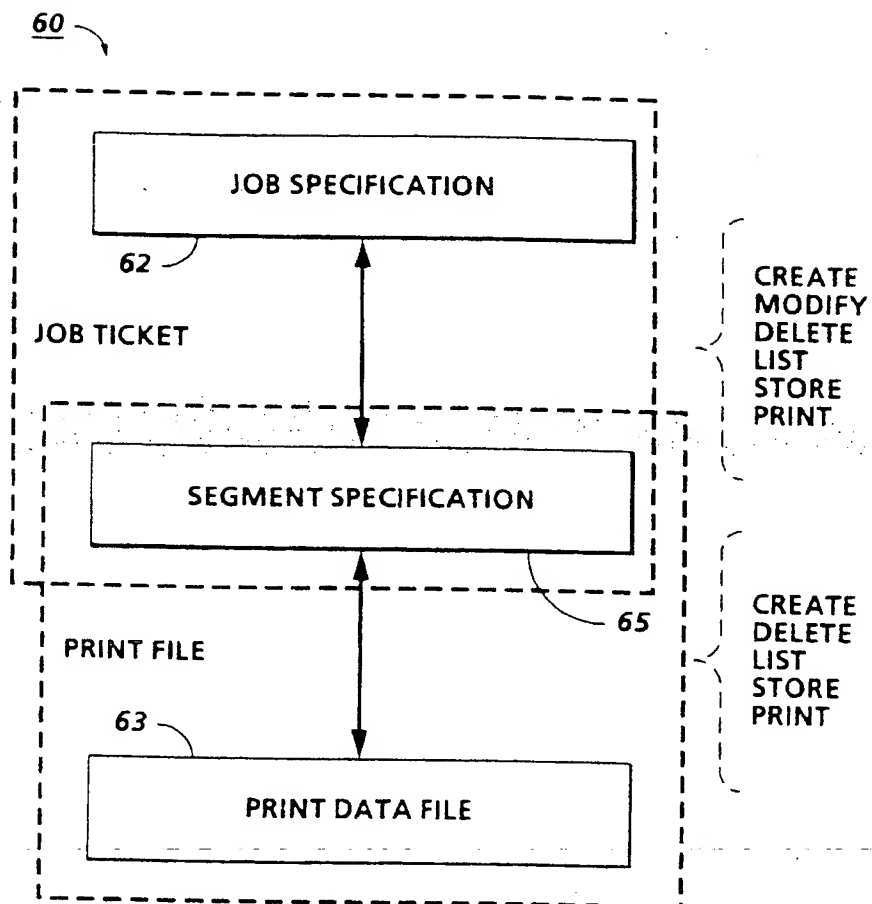 60
JOB SPECIFICATION
62
JOB TICKET
CREATE
MODIFY
DELETE
LIST
STORE
PRINT
SEGMENT SPECIFICATION
65
PRINT FILE
CREATE
DELETE
LIST
STORE
PRINT
63
PRINT DATA FILE